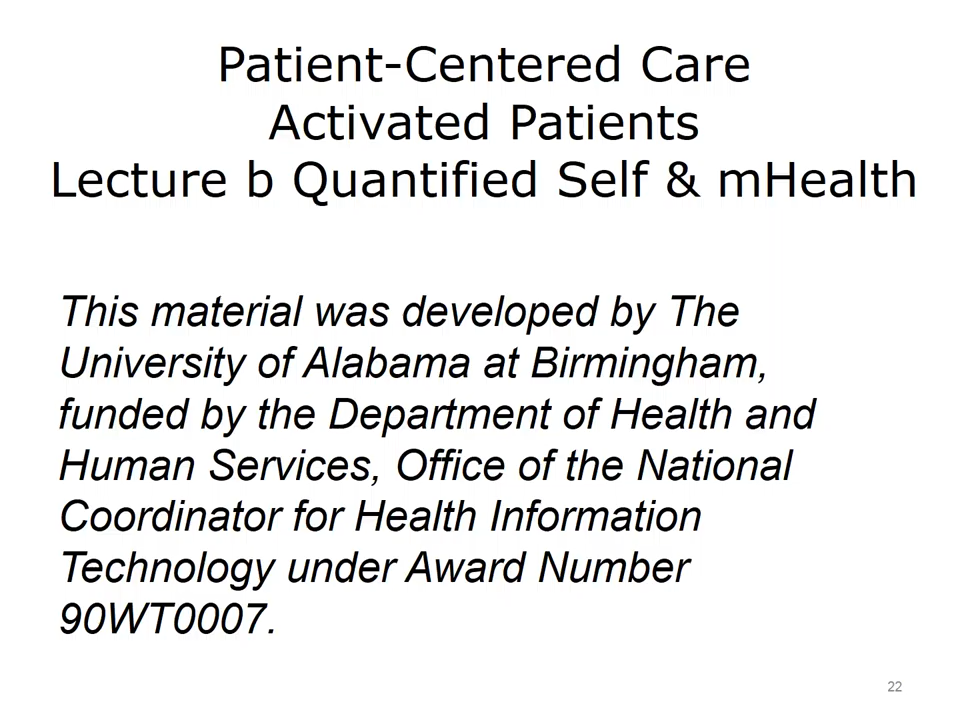 Patient-Centered Care
Activated Patients
Lecture b Quantified Self & mHealth
This material was developed by The
University of Alabama at Birmingham,
funded by the Department of Health and
Human Services, Office of the National
Coordinator for Health Information
Technology under Award Number
90WT0007.
22